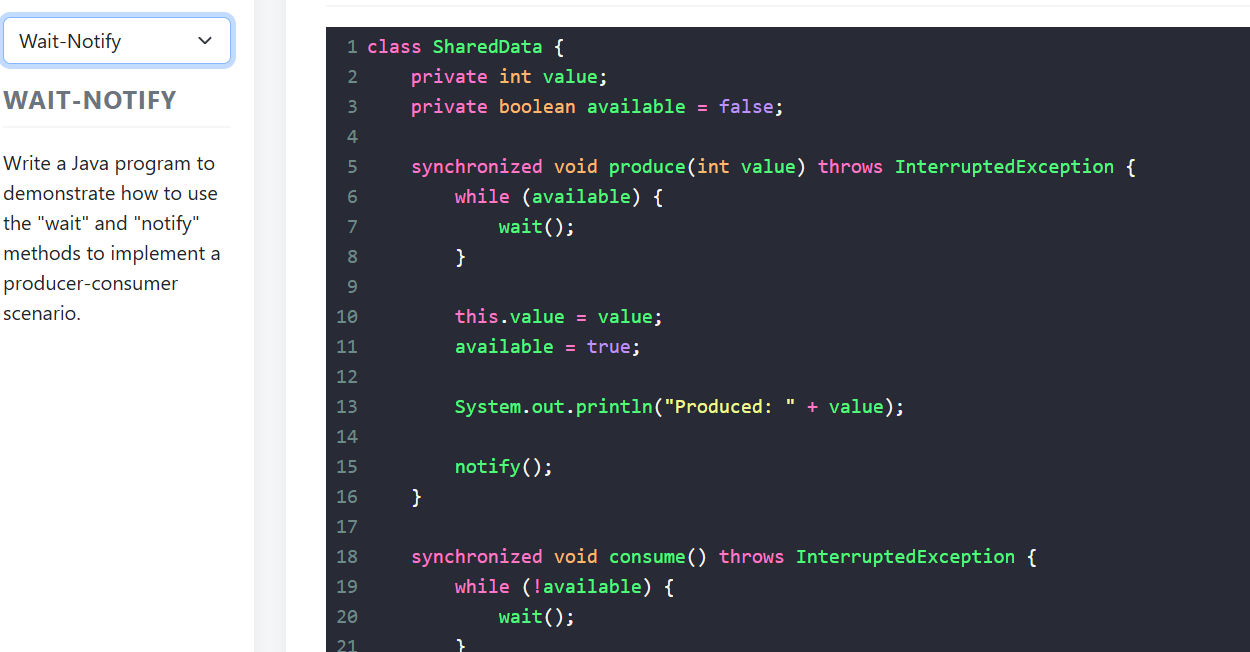 Wait-Notify
WAIT-NOTIFY
Write a Java program to
demonstrate how to use
the "wait" and "notify"
methods to implement a
producer-consumer
scenario.
1 class SharedData {
2     private int value;
3     private boolean available = false;
4
5     synchronized void produce(int value) throws InterruptedException {
6         while (available) {
7             wait();
8         }
9
10         this.value = value;
11         available = true;
12
13         System.out.println("Produced: " + value);
14
15         notify();
16     }
17
18     synchronized void consume() throws InterruptedException {
19         while (!available) {
20             wait();
21         }